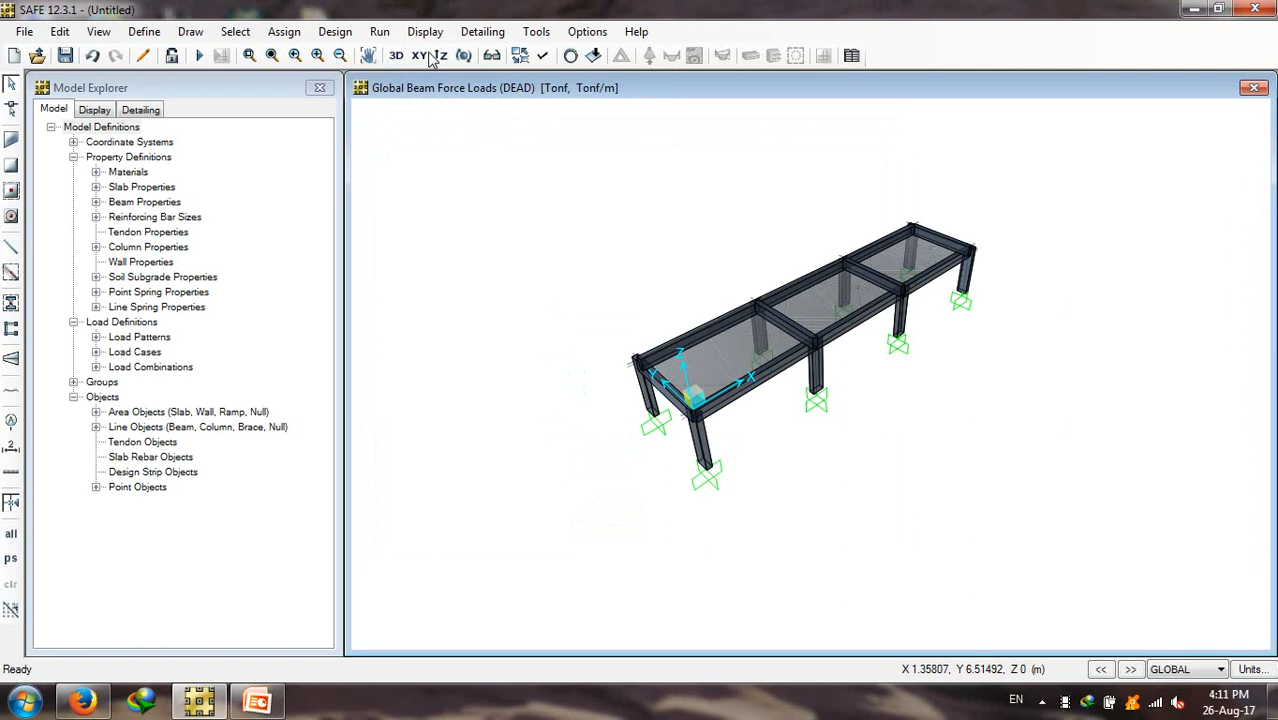 SAFE 12.3.1 - (Untitled)
File Edit View Define Draw Select Assign Design Run Display Detailing Tools Options Help
3D XY
Model Explorer
Global Beam Force Loads (DEAD) [Tonf, Tonf/m]
Model Display Detailing
Model Definitions
Coordinate Systems
Property Definitions
Materials
Slab Properties
Beam Properties
Reinforcing Bar Sizes
Tendon Properties
Column Properties
Wall Properties
Soil Subgrade Properties
Point Spring Properties
Line Spring Properties
Load Definitions
Load Patterns
Load Cases
Load Combinations
Groups
Objects
Area Objects (Slab, Wall, Ramp, Null)
Line Objects (Beam, Column, Brace, Null)
Tendon Objects
Slab Rebar Objects
Design Strip Objects
Point Objects
Z
Y X
all
ps
clr
Ready
X 1.35807, Y 6.51492, Z 0 (m) << >> GLOBAL Units...
EN
4:11 PM
26-Aug-17